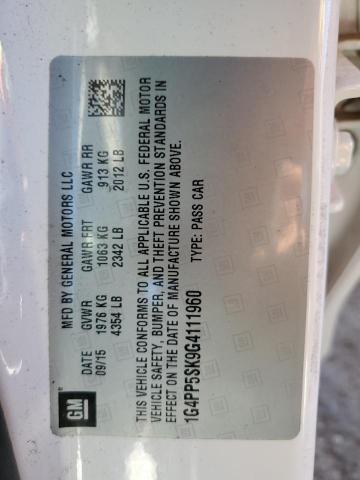 GM
MFD BY GENERAL MOTORS LLC
DATE GVWR GAWR FRT GAWR RR
09/15 1976 KG 1063 KG 913 KG
4354 LB 2342 LB 2012 LB
THIS VEHICLE CONFORMS TO ALL APPLICABLE U.S. FEDERAL MOTOR
VEHICLE SAFETY, BUMPER, AND THEFT PREVENTION STANDARDS IN
EFFECT ON THE DATE OF MANUFACTURE SHOWN ABOVE.
1G4PP5SK9G4111960 TYPE: PASS CAR